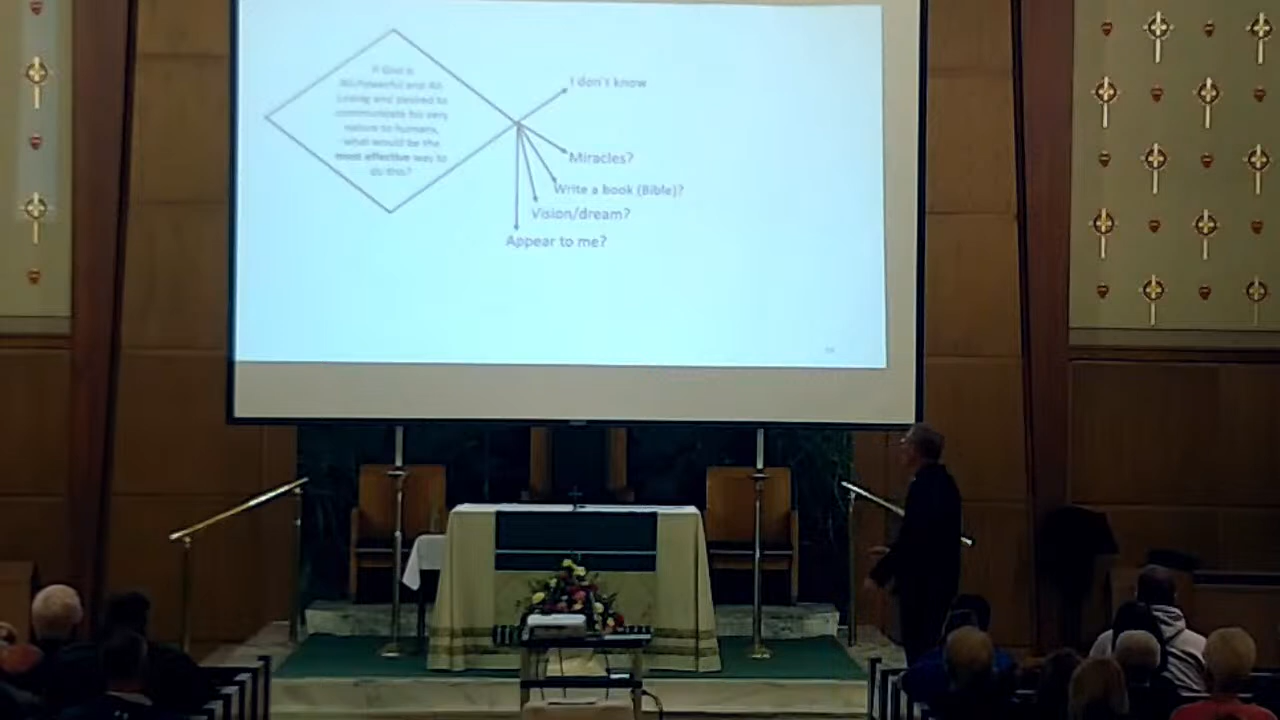 If God is
All-Powerful and All
Loving and desired to
communicate his very
nature to humans,
what would be the
most effective way to
do this?
I don't know
Miracles?
Write a book (Bible)?
Vision/dream?
Appear to me?